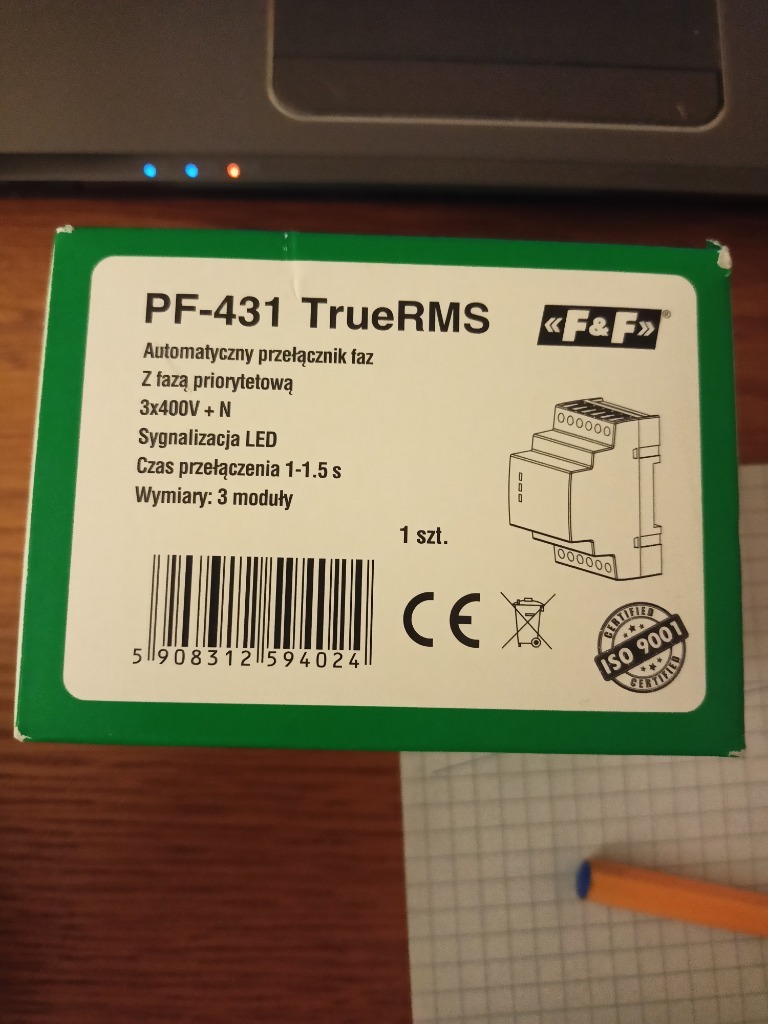 PF-431 TrueRMS
«F&F»®
Automatyczny przełącznik faz
Z fazą priorytetową
3x400V + N
Sygnalizacja LED
Czas przełączenia 1-1.5 s
Wymiary: 3 moduły
1 szt.
5 908312 594024
CE
CERTIFIED
ISO 9001
CERTIFIED